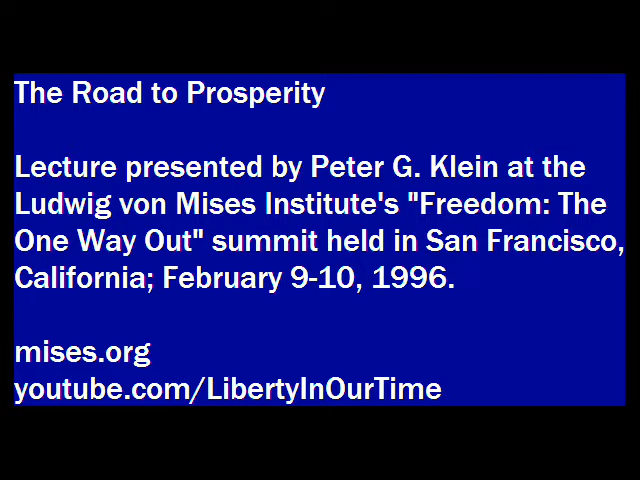 The Road to Prosperity
Lecture presented by Peter G. Klein at the
Ludwig von Mises Institute's "Freedom: The
One Way Out" summit held in San Francisco,
California; February 9-10, 1996.
mises.org
youtube.com/LibertyInOurTime